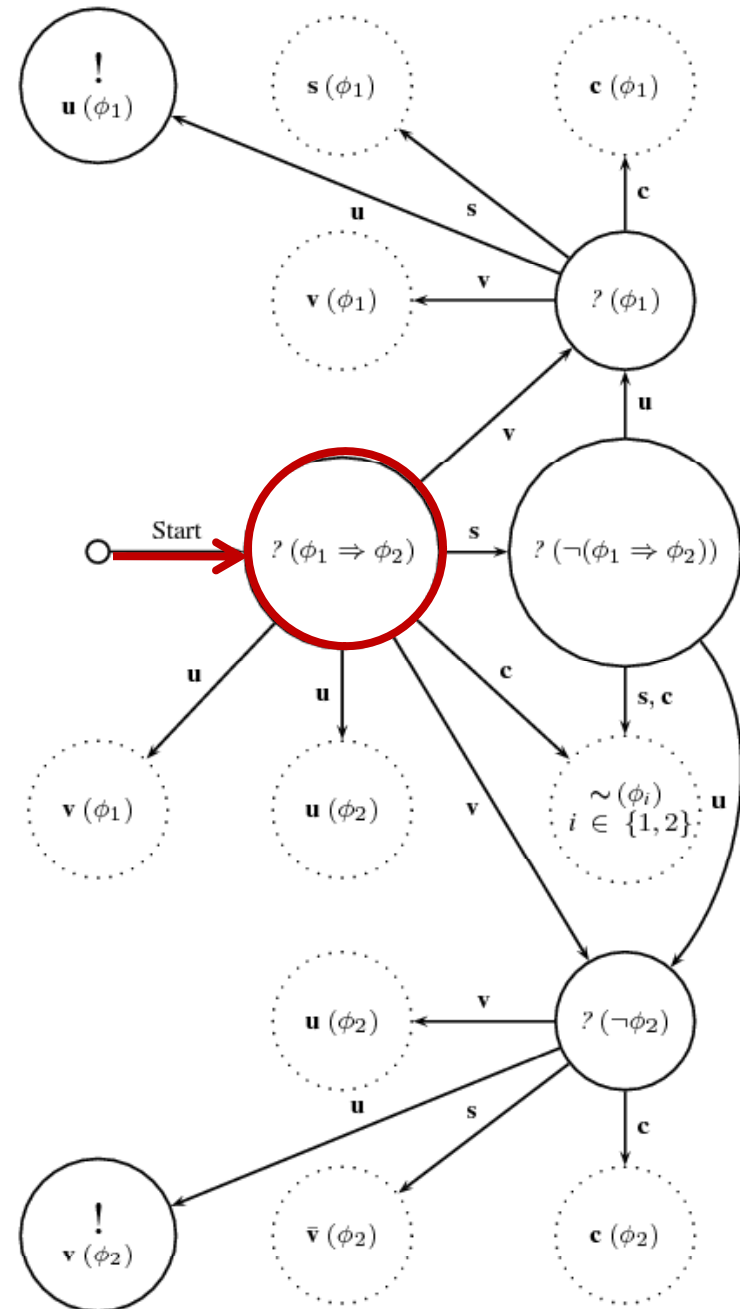 !
u (ϕ₁)
s (ϕ₁)
c (ϕ₁)
u
s
c
v (ϕ₁)
v
? (ϕ₁)
v
u
Start
? (ϕ₁ ⇒ ϕ₂)
s
? (¬(ϕ₁ ⇒ ϕ₂))
u
u
c
s, c
v (ϕ₁)
u (ϕ₂)
v
∼ (ϕᵢ)
i ∈ {1, 2}
u
u (ϕ₂)
v
? (¬ϕ₂)
u
s
c
!
v (ϕ₂)
v̄ (ϕ₂)
c (ϕ₂)